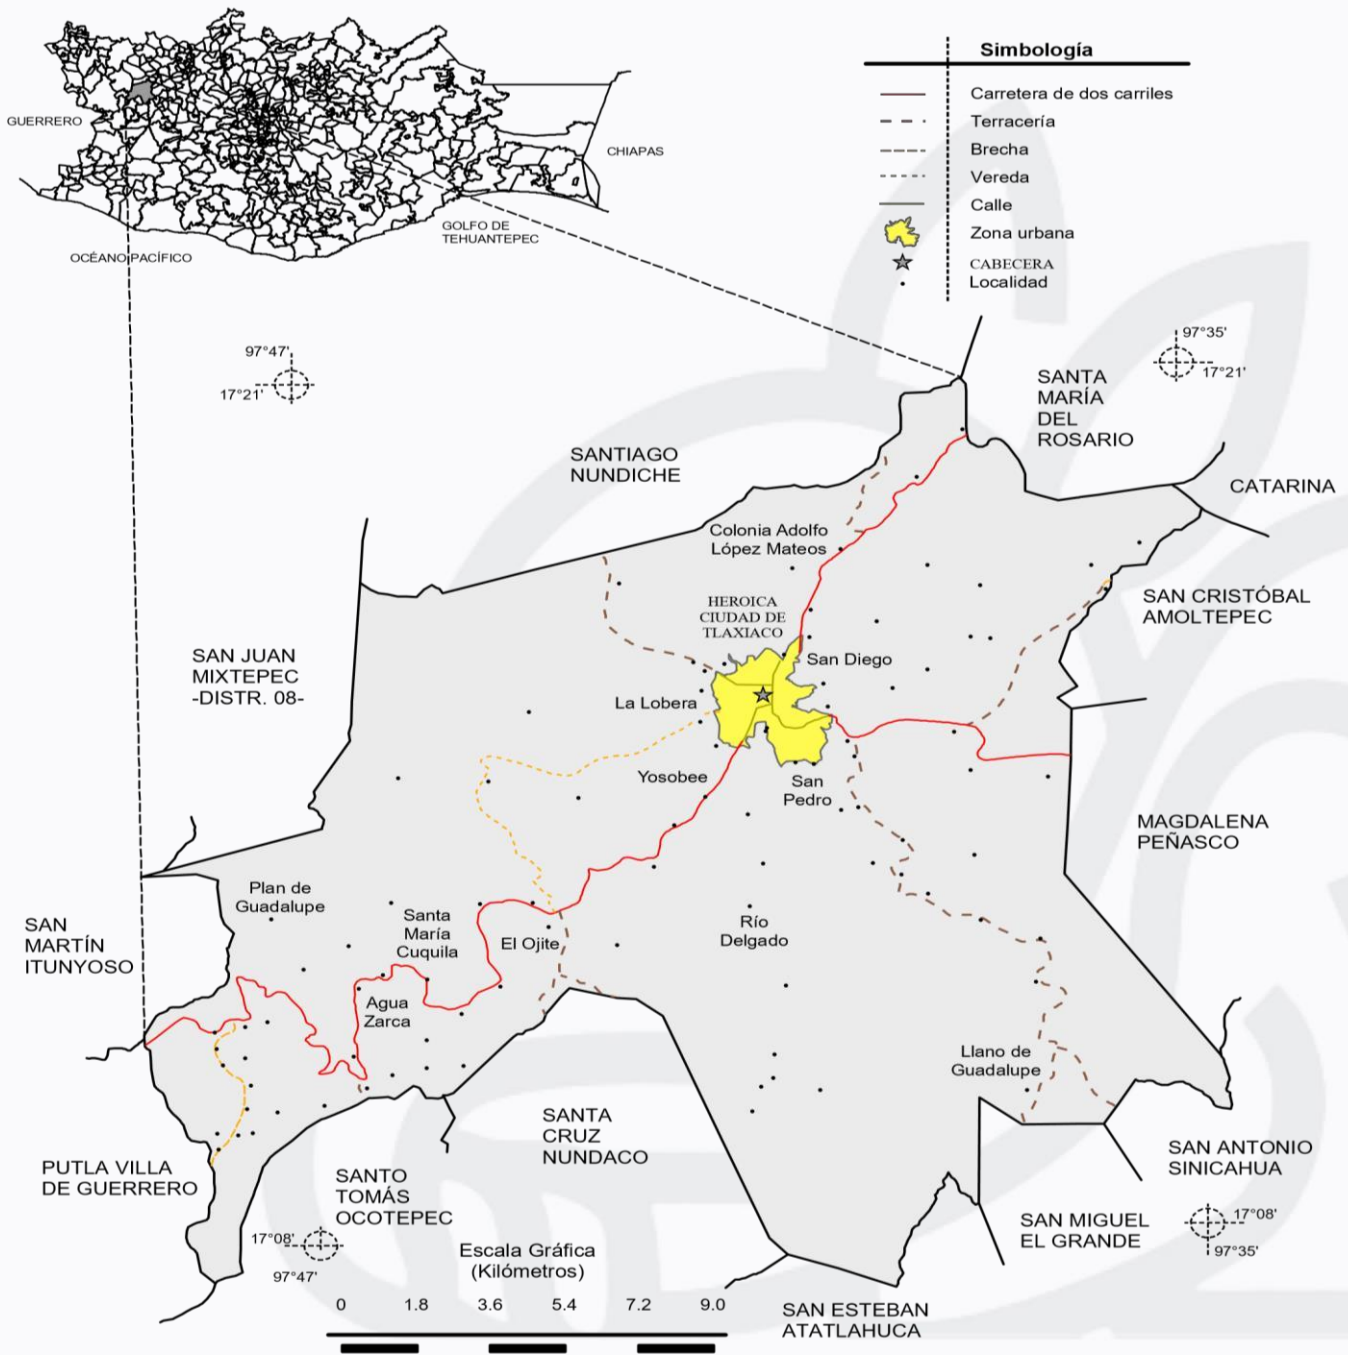 GUERRERO
CHIAPAS
GOLFO DE
TEHUANTEPEC
OCÉANO PACÍFICO
Simbología
Carretera de dos carriles
Terracería
Brecha
Vereda
Calle
Zona urbana
CABECERA
Localidad
97°47'
17°21'
97°35'
17°21'
SANTA
MARÍA
DEL
ROSARIO
SANTIAGO
NUNDICHE
CATARINA
Colonia Adolfo
López Mateos
SAN CRISTÓBAL
AMOLTEPEC
HEROICA
CIUDAD DE
TLAXIACO
SAN JUAN
MIXTEPEC
-DISTR. 08-
San Diego
La Lobera
Yosobee
San
Pedro
MAGDALENA
PEÑASCO
Plan de
Guadalupe
Santa
María
Cuquila
El Ojite
Río
Delgado
SAN
MARTÍN
ITUNYOSO
Agua
Zarca
Llano de
Guadalupe
SANTA
CRUZ
NUNDACO
PUTLA VILLA
DE GUERRERO
SANTO
TOMÁS
OCOTEPEC
SAN ANTONIO
SINICAHUA
SAN MIGUEL
EL GRANDE
17°08'
97°35'
17°08'
97°47'
Escala Gráfica
(Kilómetros)
0 1.8 3.6 5.4 7.2 9.0
SAN ESTEBAN
ATATLAHUCA